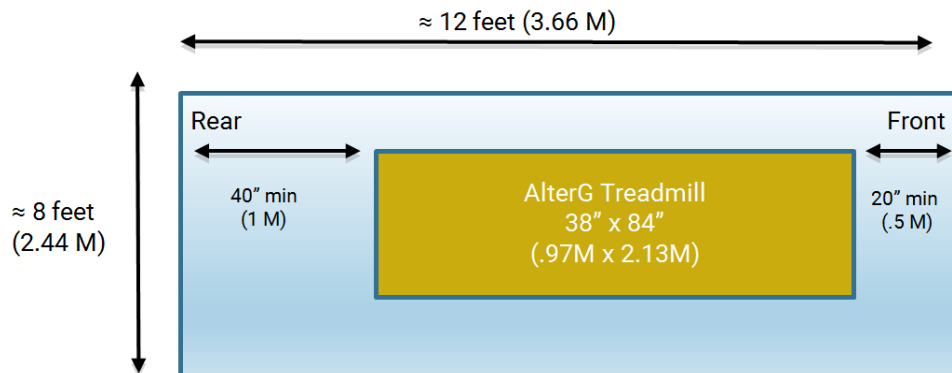 ≈ 12 feet (3.66 M)
Rear
Front
40” min
(1 M)
AlterG Treadmill
38” x 84”
(.97M x 2.13M)
20” min
(.5 M)
≈ 8 feet
(2.44 M)